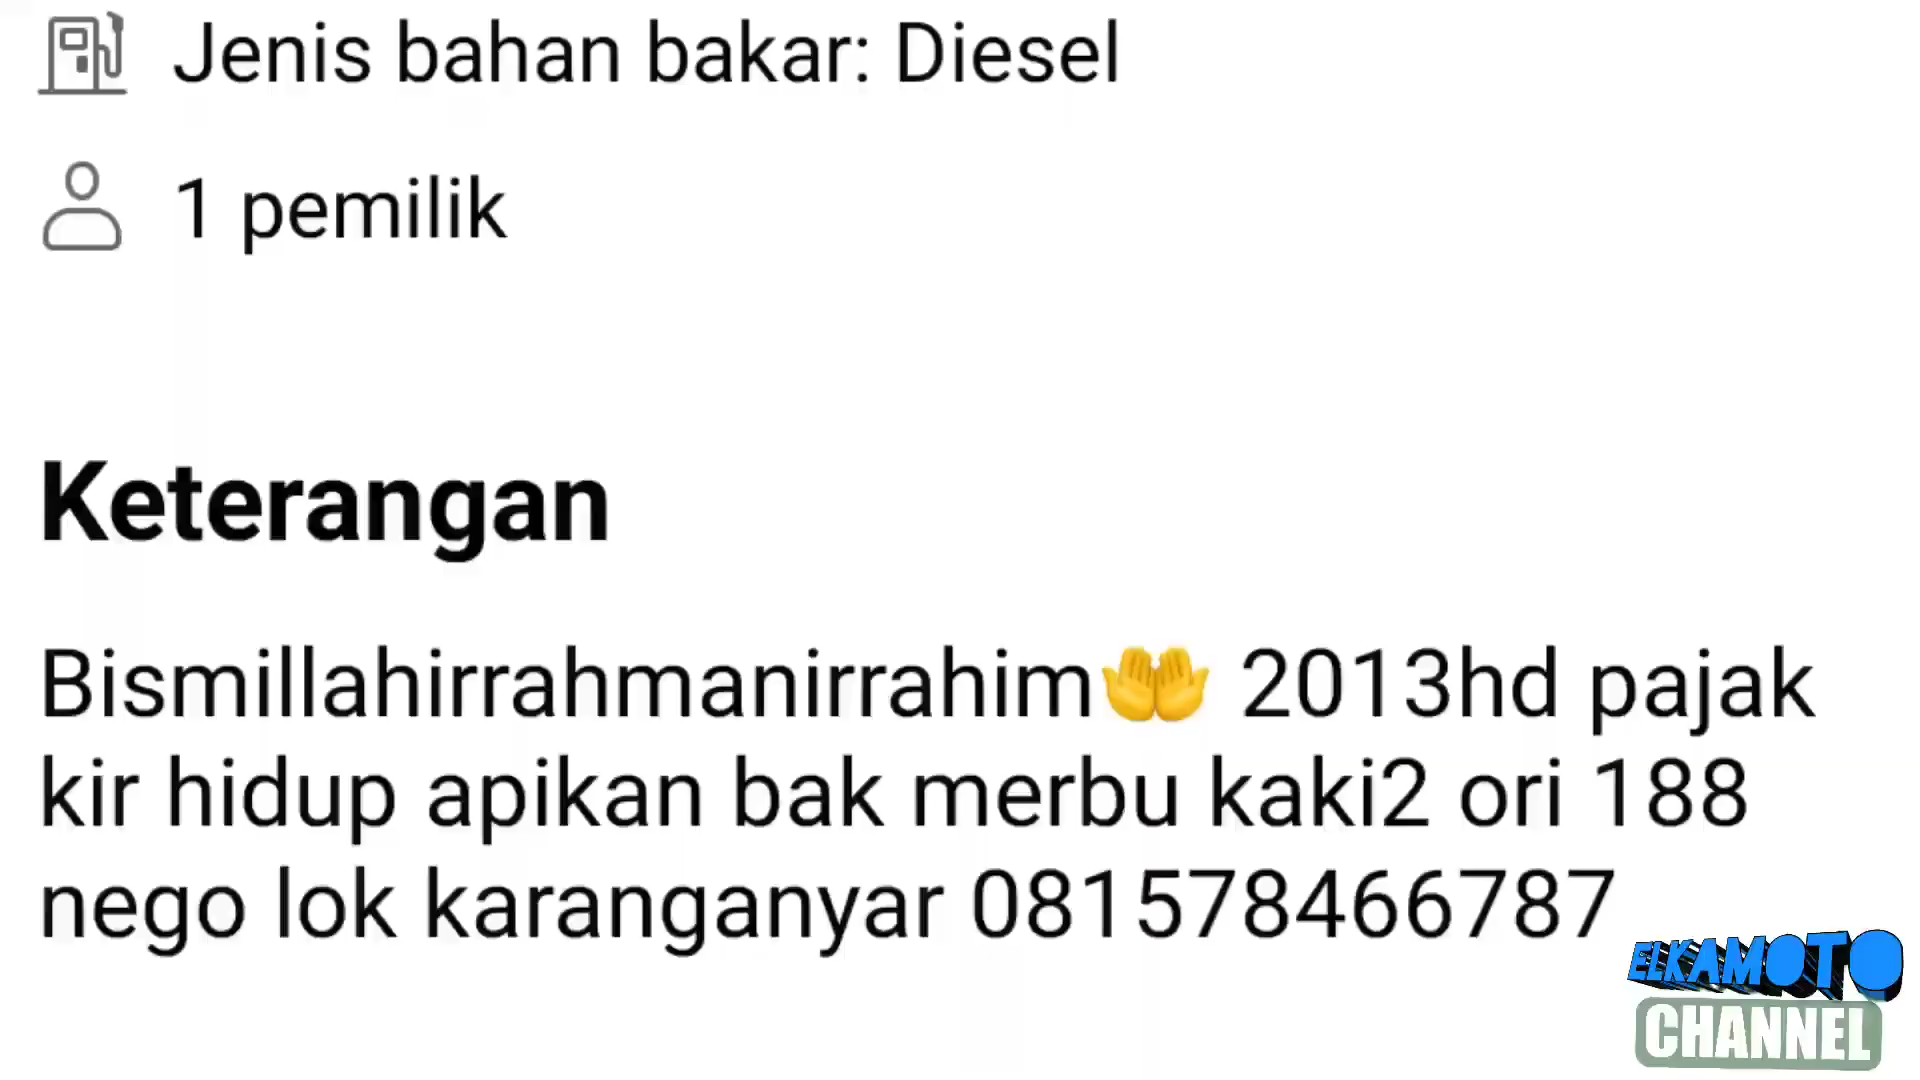 Jenis bahan bakar: Diesel
1 pemilik
Keterangan
Bismillahirrahmanirrahim🤲 2013hd pajak
kir hidup apikan bak merbu kaki2 ori 188
nego lok karanganyar 081578466787
ELKAMOTO
CHANNEL